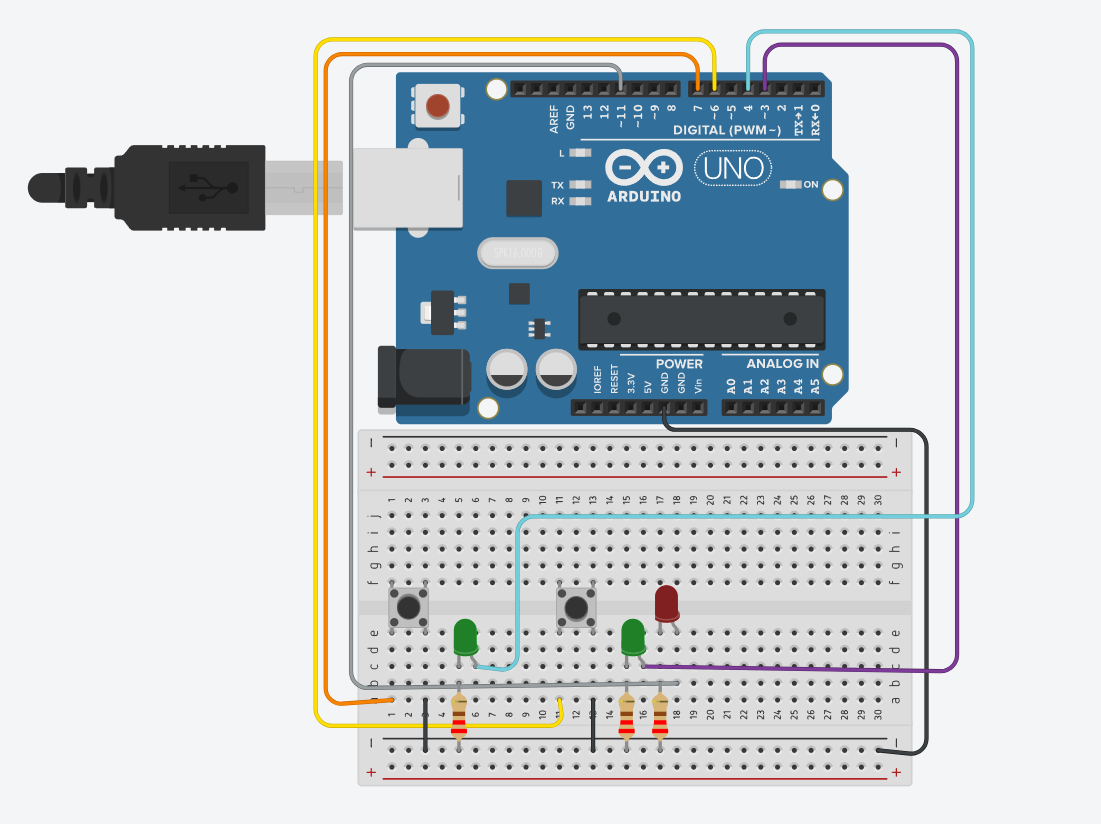 AREF
GND
13
12
~11
~10
~9
8
7
~6
~5
4
~3
2
TX→1
RX←0
DIGITAL (PWM~)
L
TX
RX
ARDUINO
UNO
ON
POWER
ANALOG IN
IOREF
RESET
3.3V
5V
GND
GND
Vin
A0
A1
A2
A3
A4
A5
− −
+ +
1 2 3 4 5 6 7 8 9 10 11 12 13 14 15 16 17 18 19 20 21 22 23 24 25 26 27 28 29 30
j
i i
h h
g g
f f
e e
d d
c c
b b
a a
1 2 3 6 7 8 9 10 11 12 13 14 18 19 20 21 22 23 24 25 26 27 28 29 30
− −
+ +